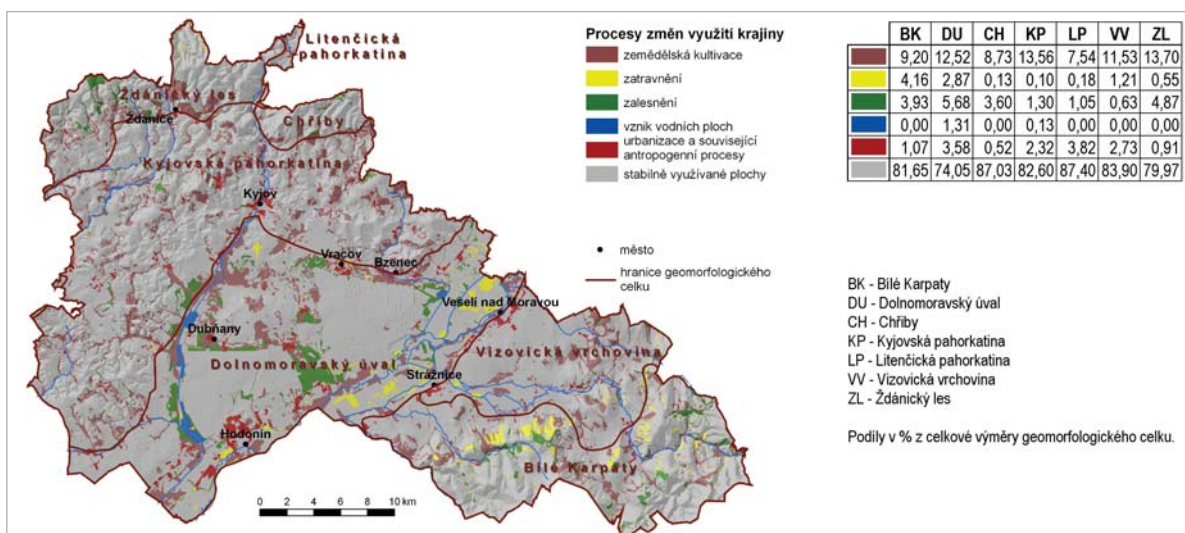 Litenčická
pahorkatina
Ždánický les
Ždánice
Chřiby
Kyjovská pahorkatina
Kyjov
Vracov
Bzenec
Veselí nad Moravou
Dubňany
Vizovická vrchovina
Dolnomoravský úval
Strážnice
Hodonín
Bílé Karpaty
0 2 4 6 8 10 km
Procesy změn využití krajiny
zemědělská kultivace
zatravnění
zalesnění
vznik vodních ploch
urbanizace a související
antropogenní procesy
stabilně využívané plochy
město
hranice geomorfologického
celku
BK DU CH KP LP VV ZL
9,20 12,52 8,73 13,56 7,54 11,53 13,70
4,16 2,87 0,13 0,10 0,18 1,21 0,55
3,93 5,68 3,60 1,30 1,05 0,63 4,87
0,00 1,31 0,00 0,13 0,00 0,00 0,00
1,07 3,58 0,52 2,32 3,82 2,73 0,91
81,65 74,05 87,03 82,60 87,40 83,90 79,97
BK - Bílé Karpaty
DU - Dolnomoravský úval
CH - Chřiby
KP - Kyjovská pahorkatina
LP - Litenčická pahorkatina
VV - Vizovická vrchovina
ZL - Ždánický les
Podíly v % z celkové výměry geomorfologického celku.